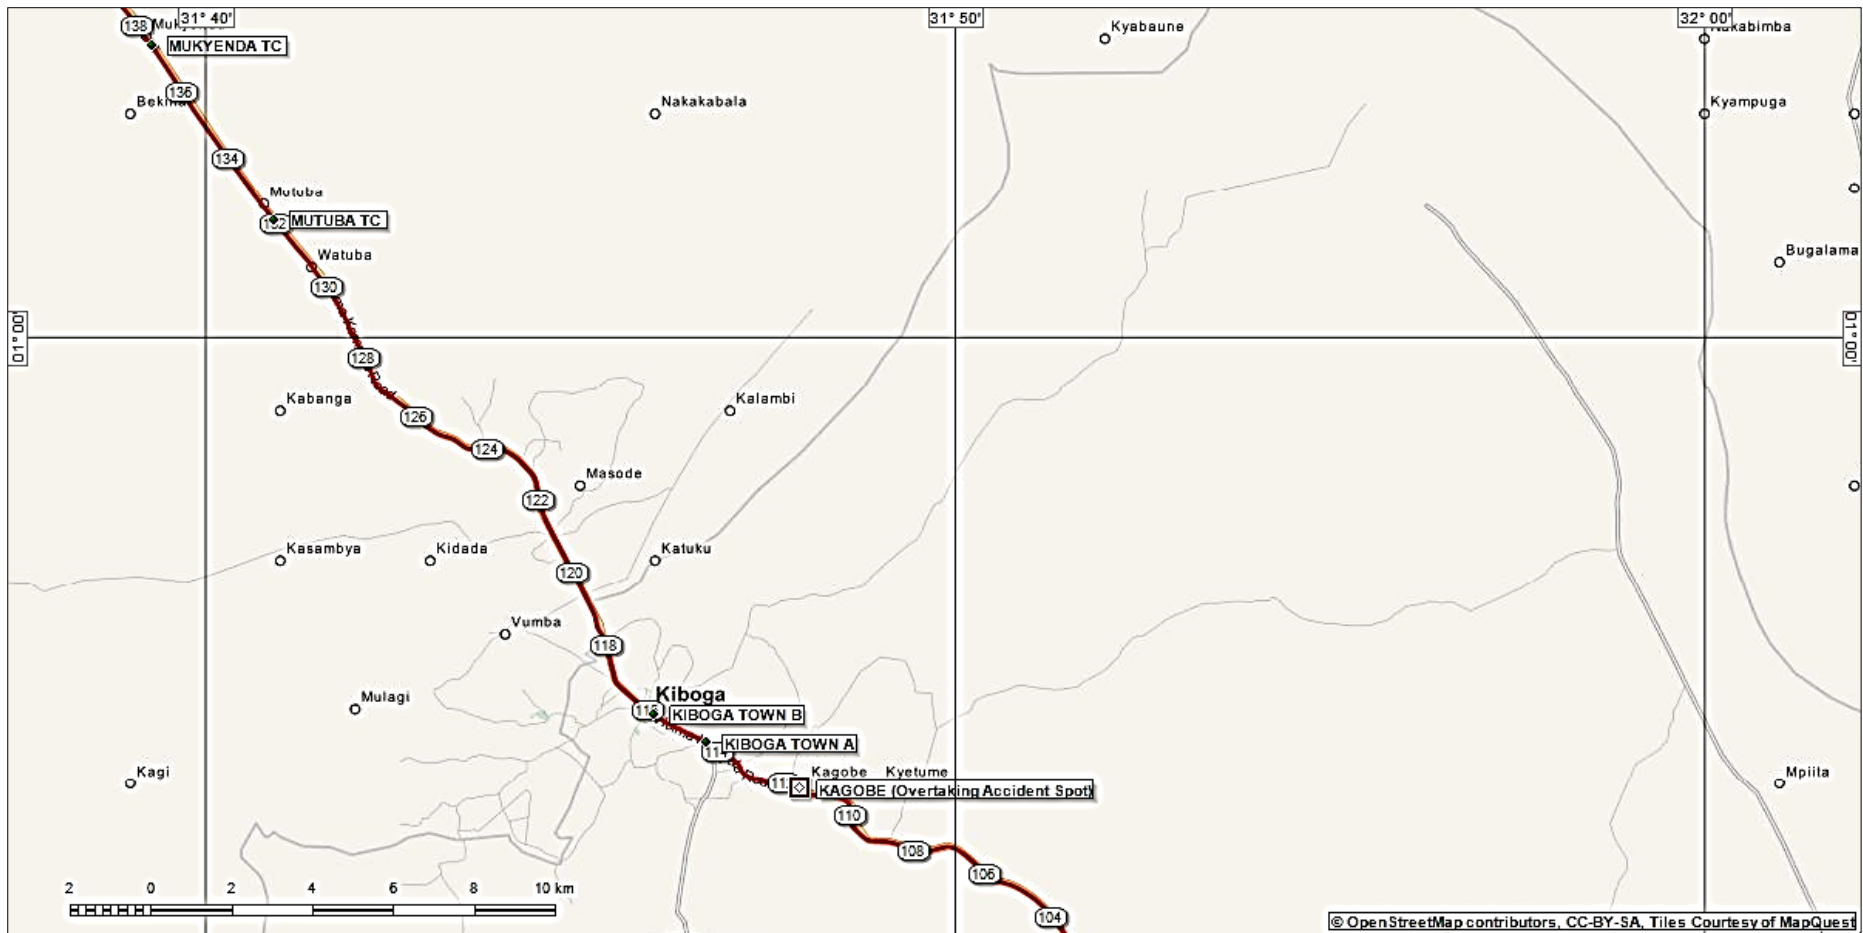 31° 40'
31° 50'
32° 00'
138
MUKYENDA TC
Kyabaune
136
Nakakabala
Kyampuga
134
Mutuba
MUTUBA TC
Watuba
Bugalama
130
01° 00'
01° 00'
128
Road
Kabanga
Kalambi
126
124
Masode
122
Kasambya
Kidada
Katuku
120
Vumba
118
Mulagi
Kiboga
KIBOGA TOWN B
KIBOGA TOWN A
114
Kagi
Kagobe
Kyetume
Mpiita
KAGOBE (Overtaking Accident Spot)
110
108
106
2 0 2 4 6 8 10 km
104
© OpenStreetMap contributors, CC-BY-SA, Tiles Courtesy of MapQuest